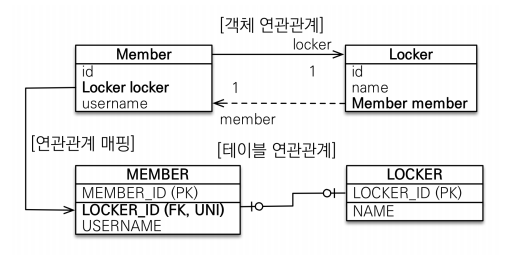 [객체 연관관계]
locker
Member
Locker
id
Locker locker
username
1
1
id
name
Member member
member
[연관관계 매핑]
[테이블 연관관계]
MEMBER
MEMBER_ID (PK)
LOCKER_ID (FK, UNI)
USERNAME
LOCKER
LOCKER_ID (PK)
NAME